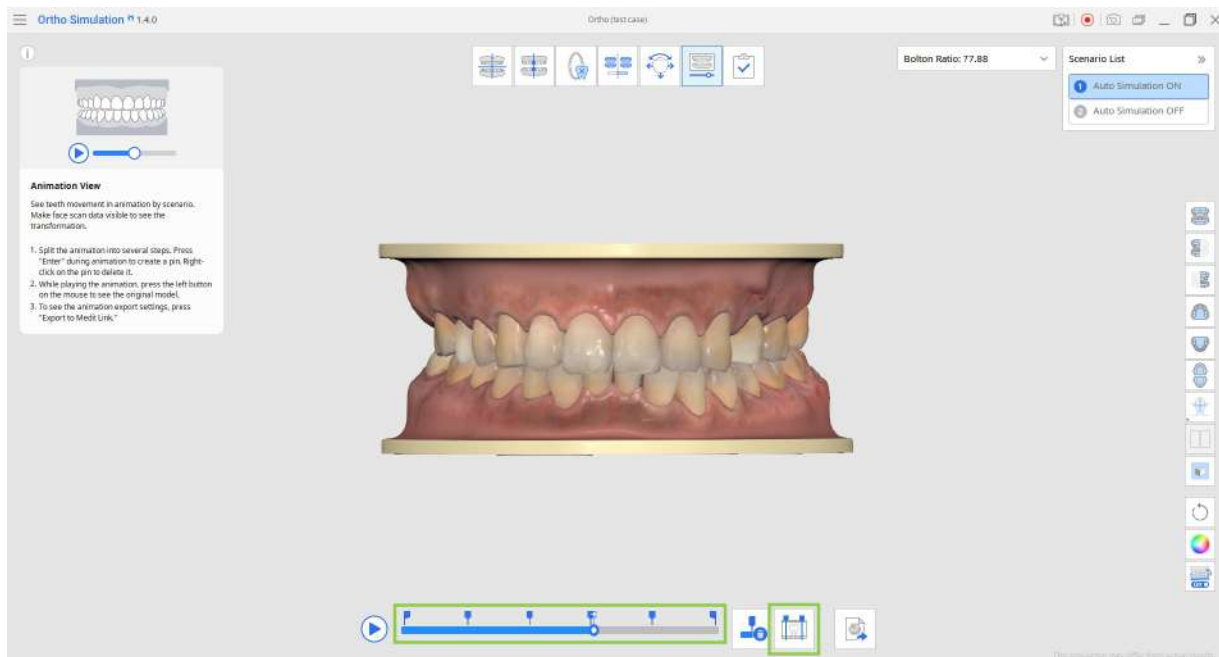 Ortho Simulation 1.4.0
Ortho (test case)
Bolton Ratio: 77.88
Scenario List
1 Auto Simulation ON
2 Auto Simulation OFF
Animation View
See teeth movement in animation by scenario.
Make face scan data visible to see the
transformation.
1. Split the animation into several steps. Press
"Enter" during animation to create a pin. Right-
click on the pin to delete it.
2. While playing the animation, press the left button
on the mouse to see the original model.
3. To see the animation export settings, press
"Export to Medit Link."